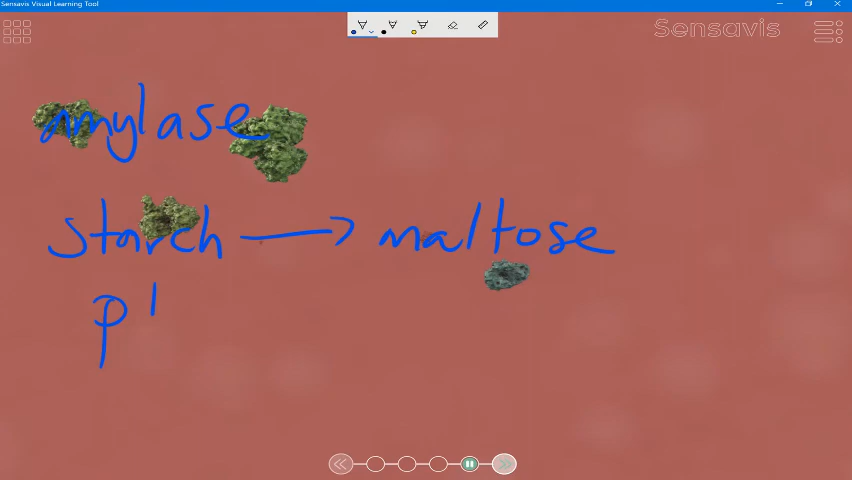 Sensavis Visual Learning Tool
Sensavis
amylase
starch → maltose
p